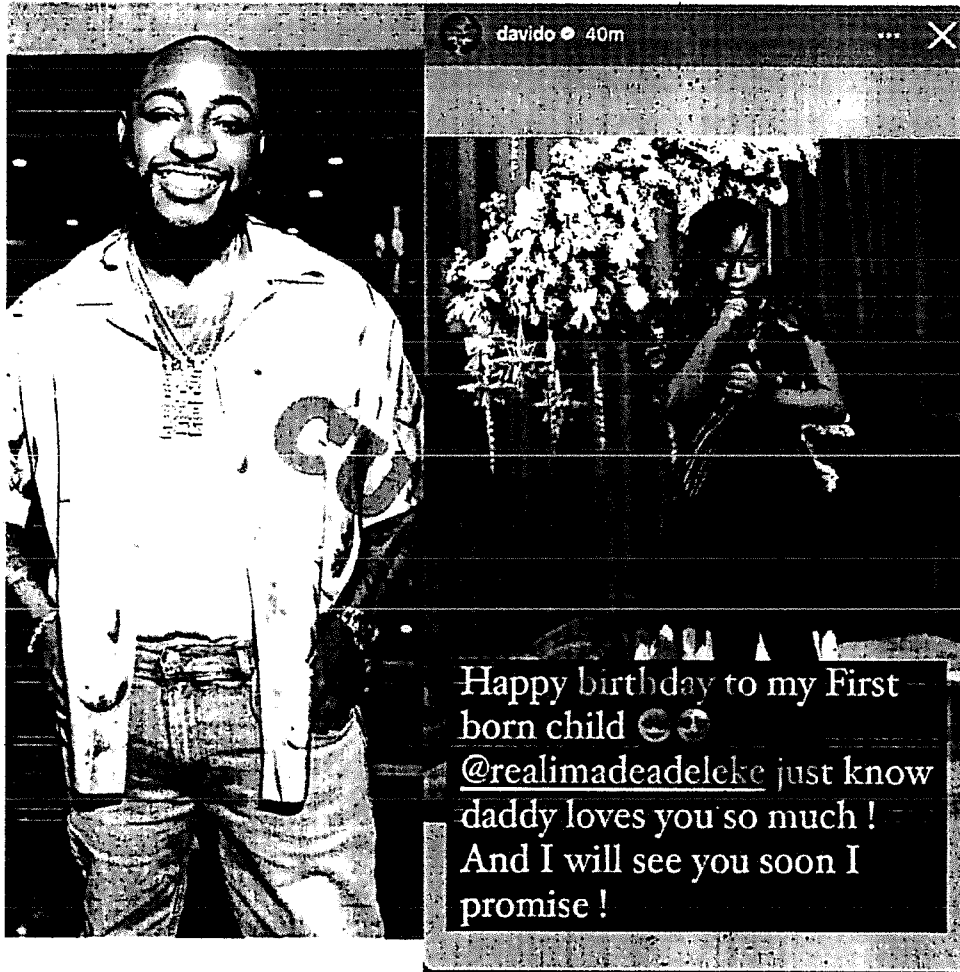 davido 40m
Happy birthday to my First
born child
@realimadeadeleke just know
daddy loves you so much !
And I will see you soon I
promise !